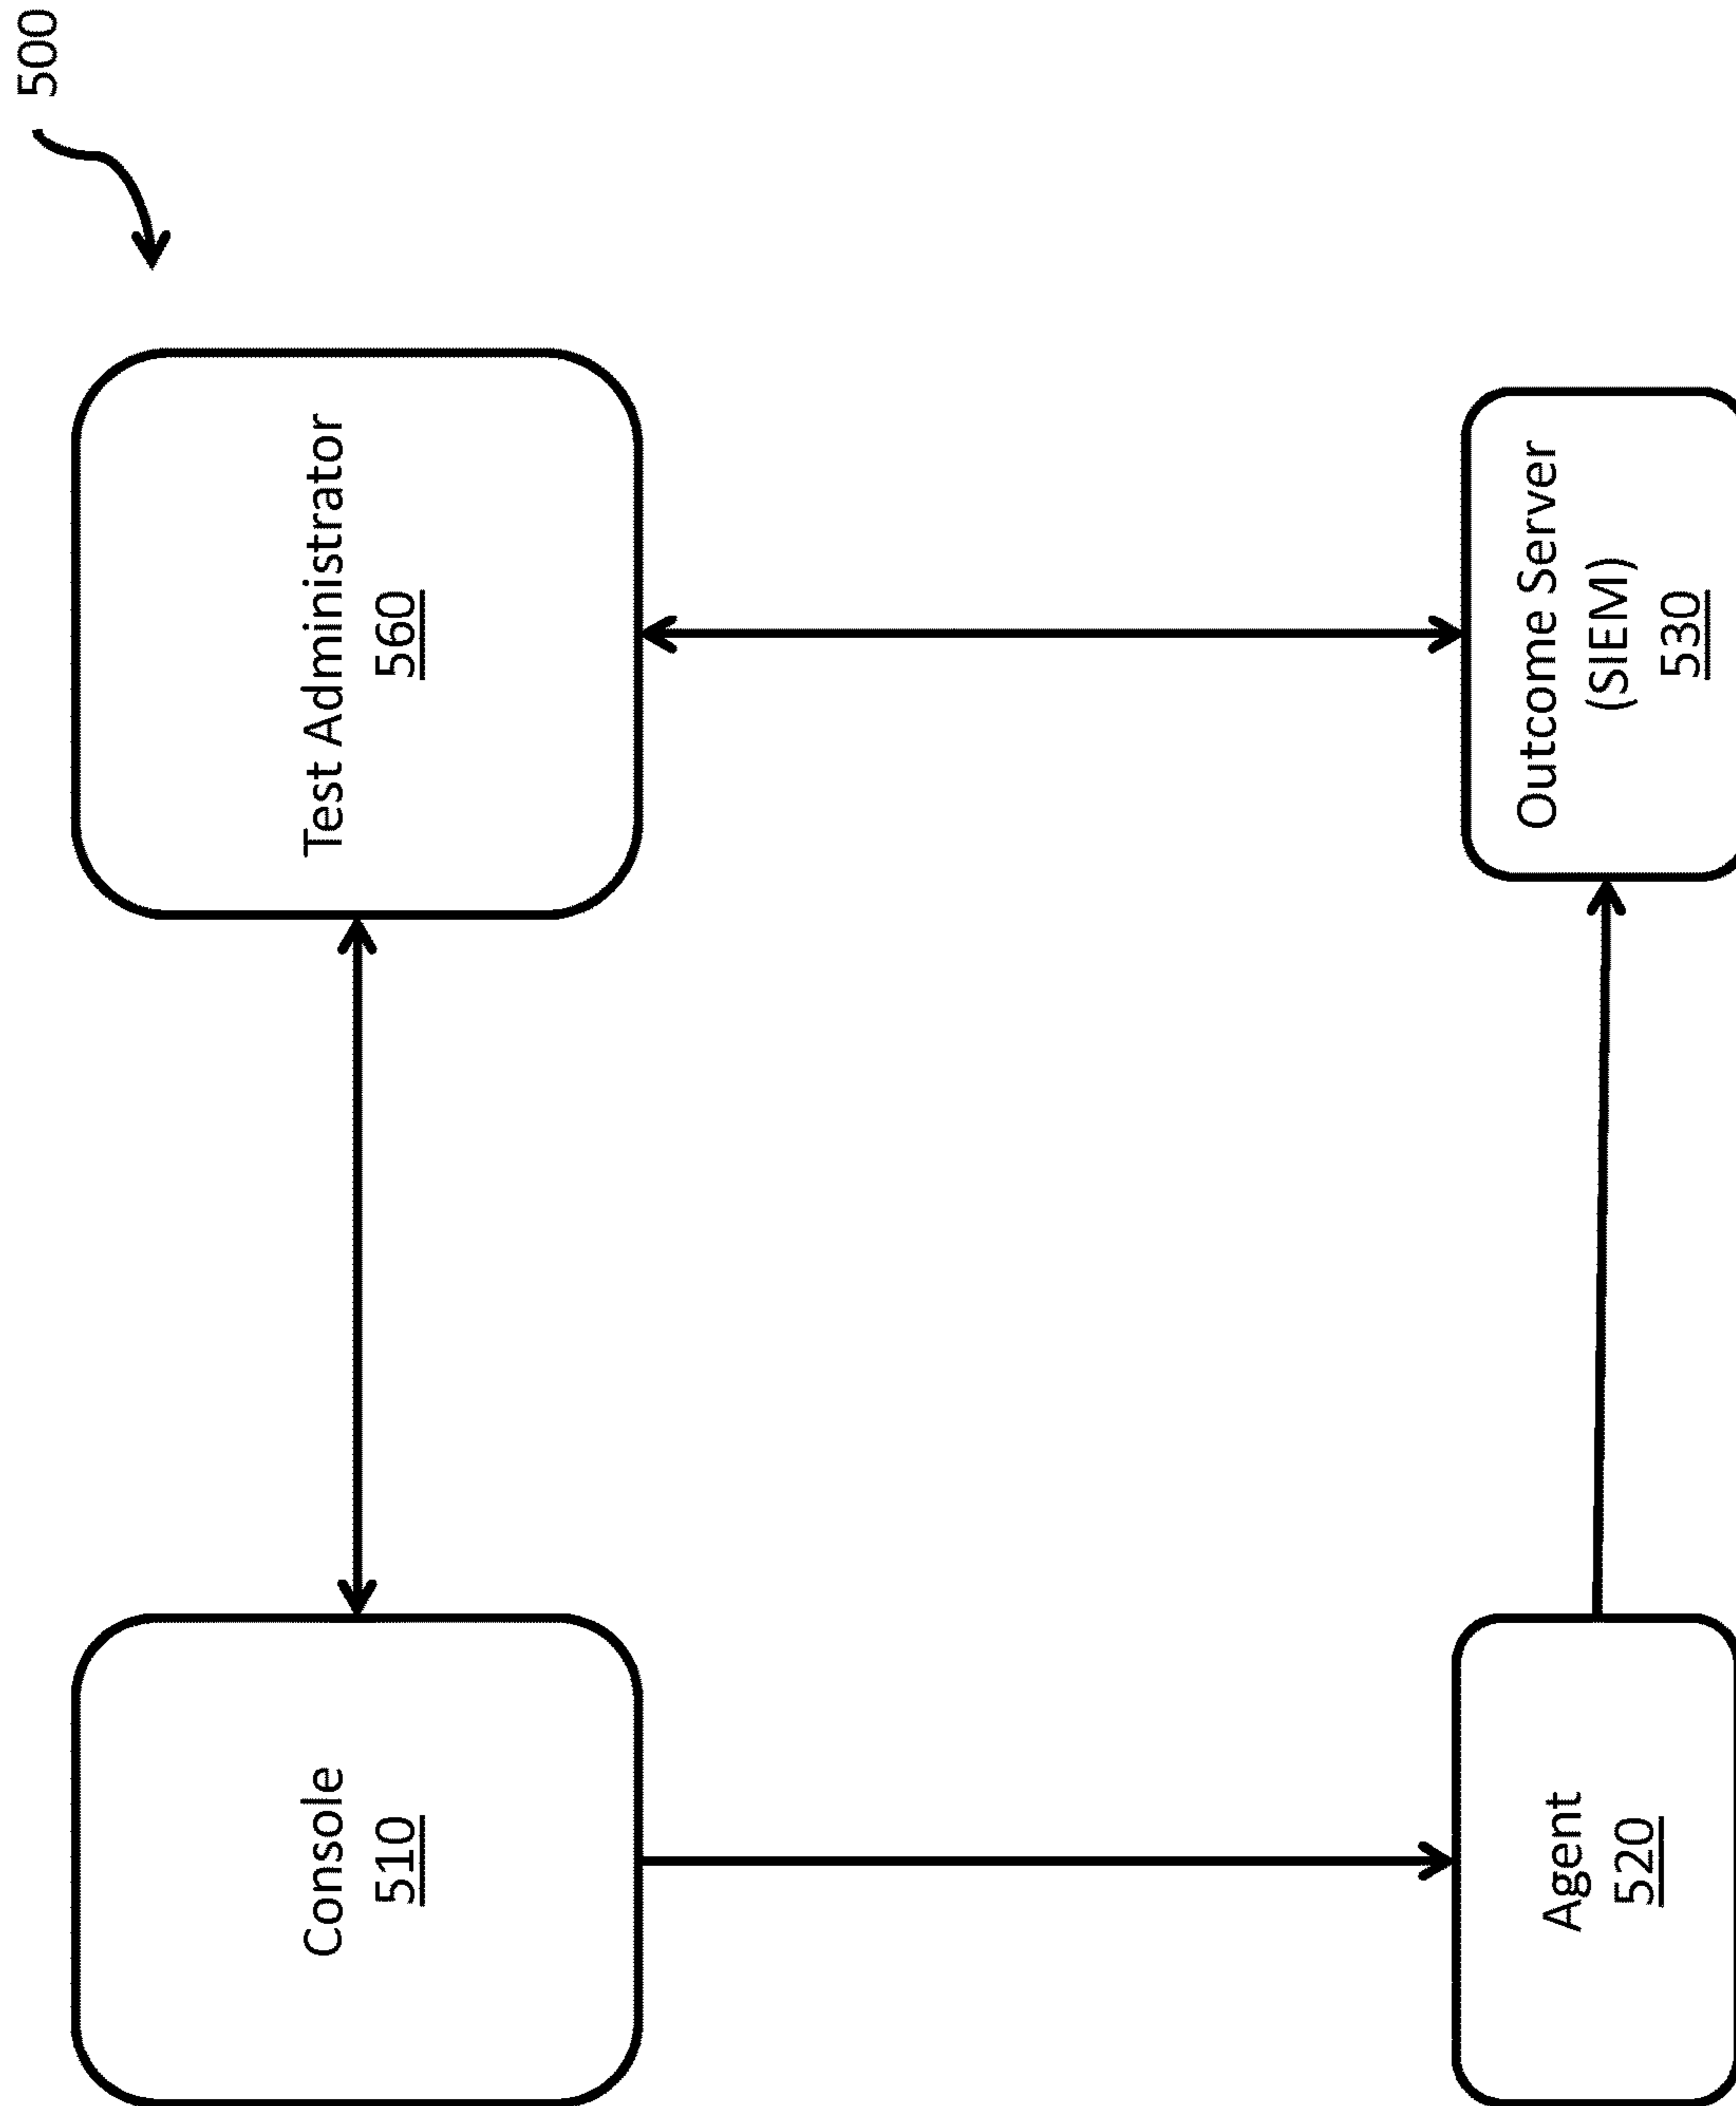 500
Console
510
Test Administrator
560
Agent
520
Outcome Server
(SIEM)
530